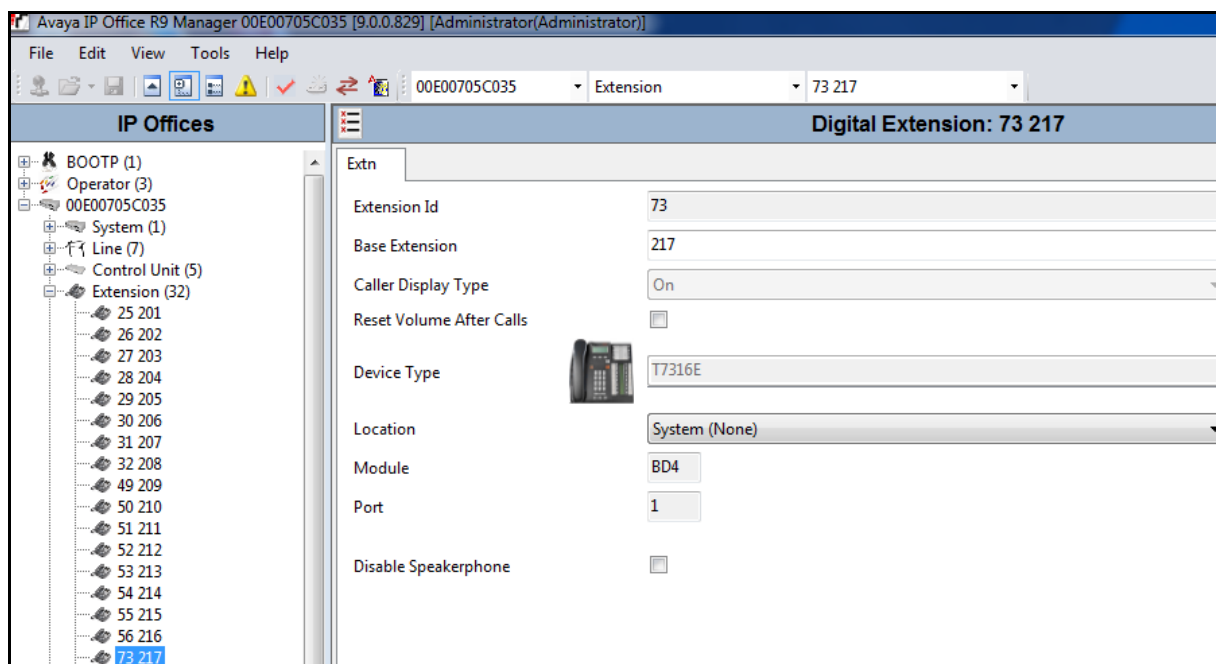 Avaya IP Office R9 Manager 00E00705C035 [9.0.0.829] [Administrator(Administrator)]
File Edit View Tools Help
00E00705C035 Extension 73 217
IP Offices
Digital Extension: 73 217
BOOTP (1)
Operator (3)
00E00705C035
System (1)
Line (7)
Control Unit (5)
Extension (32)
25 201
26 202
27 203
28 204
29 205
30 206
31 207
32 208
49 209
50 210
51 211
52 212
53 213
54 214
55 215
56 216
73 217
Extn
Extension Id 73
Base Extension 217
Caller Display Type On
Reset Volume After Calls
Device Type T7316E
Location System (None)
Module BD4
Port 1
Disable Speakerphone